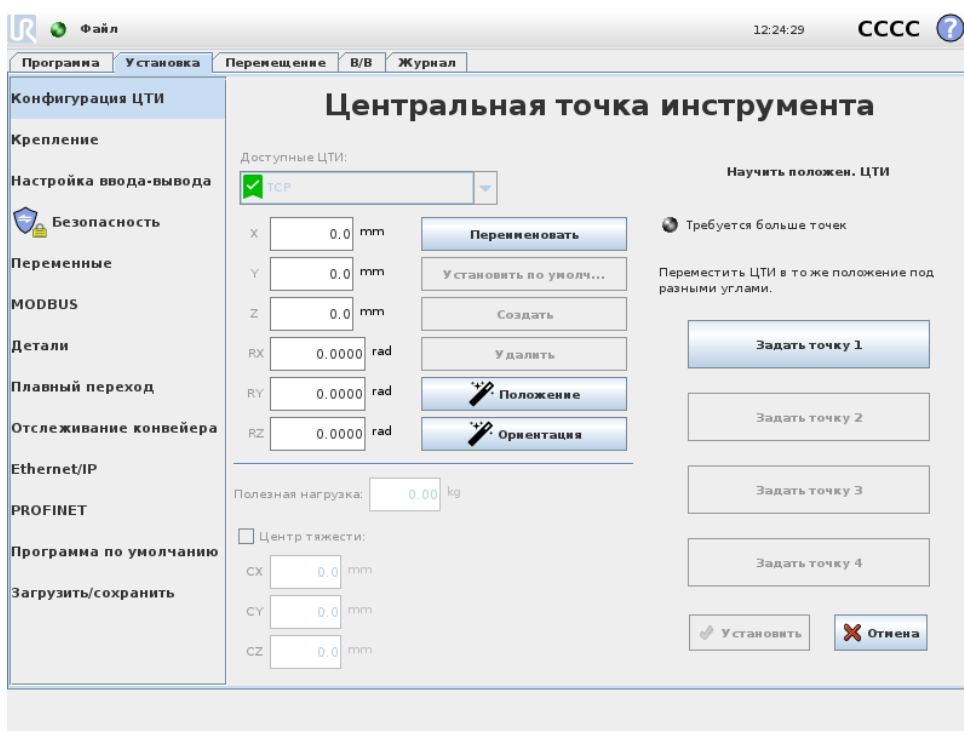 UR
Файл
12:24:29
CCCC
?
Программа Установка Перемещение В/В Журнал
Конфигурация ЦТИ
Крепление
Настройка ввода-вывода
Безопасность
Переменные
MODBUS
Детали
Плавный переход
Отслеживание конвейера
Ethernet/IP
PROFINET
Программа по умолчанию
Загрузить/сохранить
Центральная точка инструмента
Доступные ЦТИ:
TCP
X 0.0 mm Переименовать
Y 0.0 mm Установить по умолч...
Z 0.0 mm Создать
RX 0.0000 rad Удалить
RY 0.0000 rad Положение
RZ 0.0000 rad Ориентация
Полезная нагрузка: 0.00 kg
Центр тяжести:
CX 0.0 mm
CY 0.0 mm
CZ 0.0 mm
Научить положен. ЦТИ
Требуется больше точек
Переместить ЦТИ в то же положение под
разными углами.
Задать точку 1
Задать точку 2
Задать точку 3
Задать точку 4
Установить Отмена